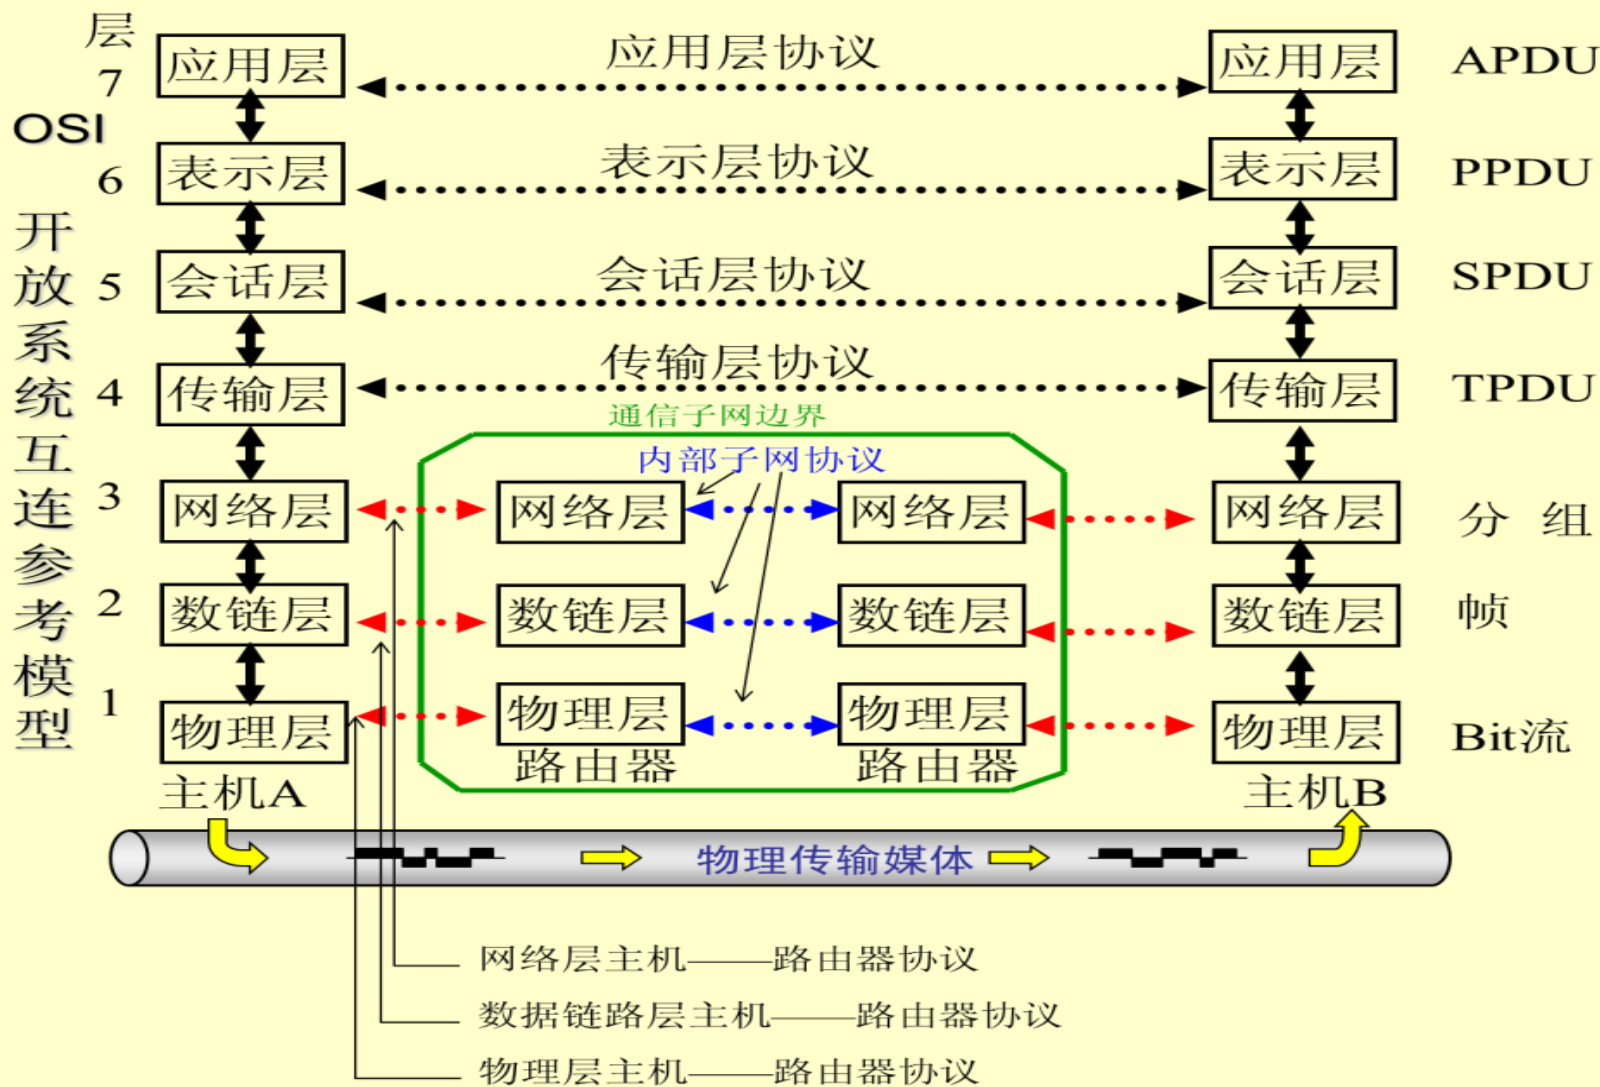 层
7 应用层 应用层协议 应用层 APDU
OSI
6 表示层 表示层协议 表示层 PPDU
开放系统互连参考模型
5 会话层 会话层协议 会话层 SPDU
4 传输层 传输层协议 传输层 TPDU
通信子网边界
内部子网协议
3 网络层 网络层 网络层 网络层 分 组
2 数链层 数链层 数链层 数链层 帧
1 物理层 物理层 物理层 物理层 Bit流
路由器 路由器
主机A 主机B
物理传输媒体
网络层主机——路由器协议
数据链路层主机——路由器协议
物理层主机——路由器协议